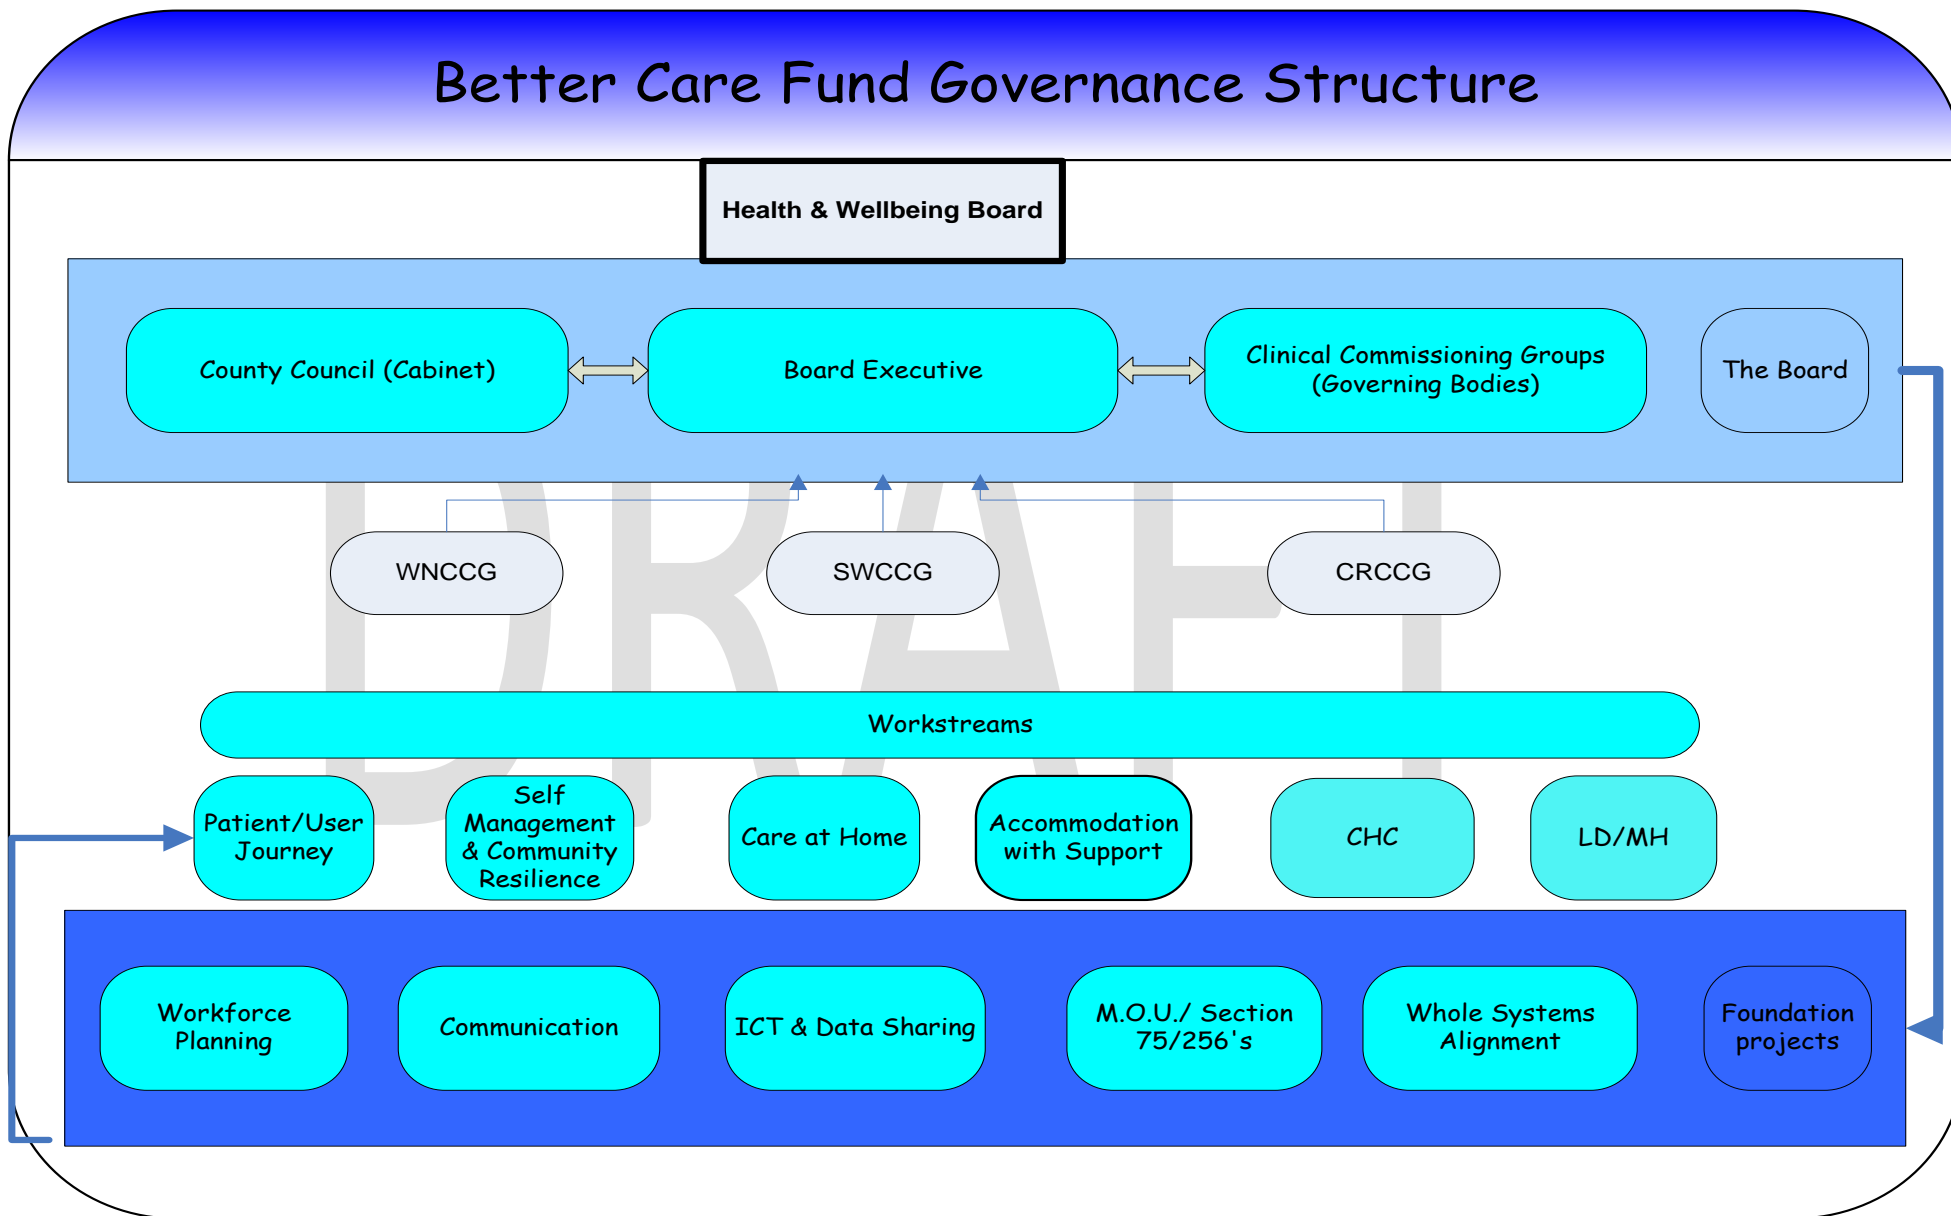 Better Care Fund Governance Structure
Health & Wellbeing Board
County Council (Cabinet)
Board Executive
Clinical Commissioning Groups
(Governing Bodies)
The Board
DRAFT
WNCCG
SWCCG
CRCCG
Workstreams
Patient/User
Journey
Self
Management
& Community
Resilience
Care at Home
Accommodation
with Support
CHC
LD/MH
Workforce
Planning
Communication
ICT & Data Sharing
M.O.U./ Section
75/256's
Whole Systems
Alignment
Foundation
projects